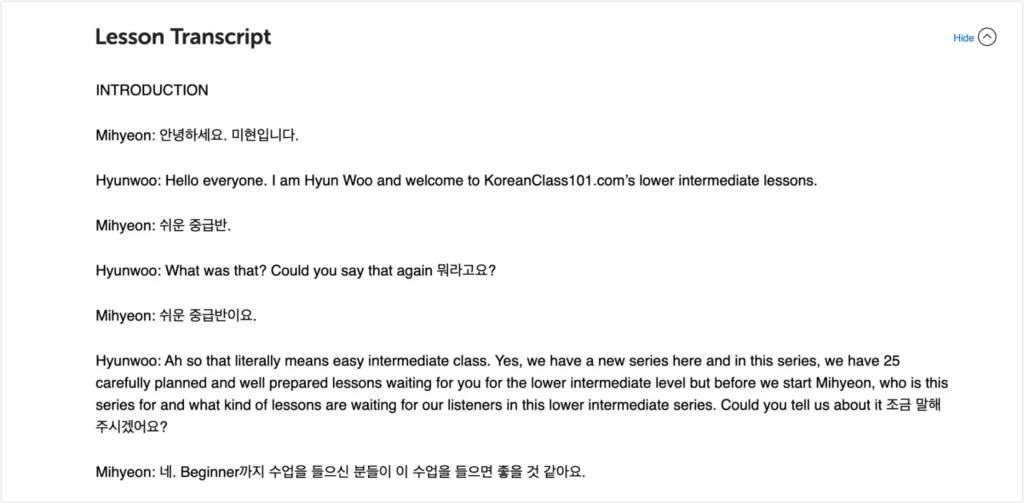 Lesson Transcript
Hide
INTRODUCTION
Mihyeon: 안녕하세요. 미현입니다.
Hyunwoo: Hello everyone. I am Hyun Woo and welcome to KoreanClass101.com’s lower intermediate lessons.
Mihyeon: 쉬운 중급반.
Hyunwoo: What was that? Could you say that again 뭐라고요?
Mihyeon: 쉬운 중급반이요.
Hyunwoo: Ah so that literally means easy intermediate class. Yes, we have a new series here and in this series, we have 25
carefully planned and well prepared lessons waiting for you for the lower intermediate level but before we start Mihyeon, who is this
series for and what kind of lessons are waiting for our listeners in this lower intermediate series. Could you tell us about it 조금 말해
주시겠어요?
Mihyeon: 네. Beginner까지 수업을 들으신 분들이 이 수업을 들으면 좋을 것 같아요.